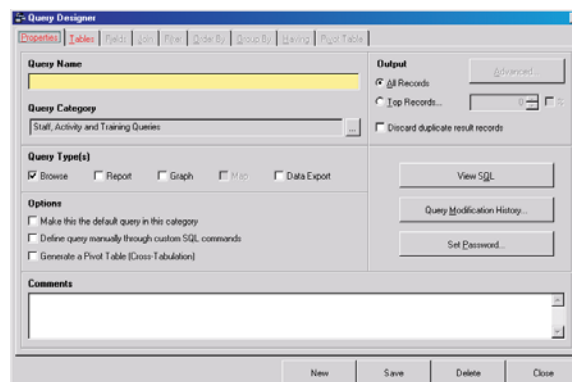 Query Designer
Properties Tables Fields Join Filter Order By Group By Having Pivot Table
Query Name
Query Category
Staff, Activity and Training Queries ...
Query Type(s)
Browse Report Graph Map Data Export
Options
Make this the default query in this category
Define query manually through custom SQL commands
Generate a Pivot Table (Cross-Tabulation)
Output
All Records
Advanced...
Top Records... 0 %
Discard duplicate result records
View SQL
Query Modification History...
Set Password...
Comments
New Save Delete Close